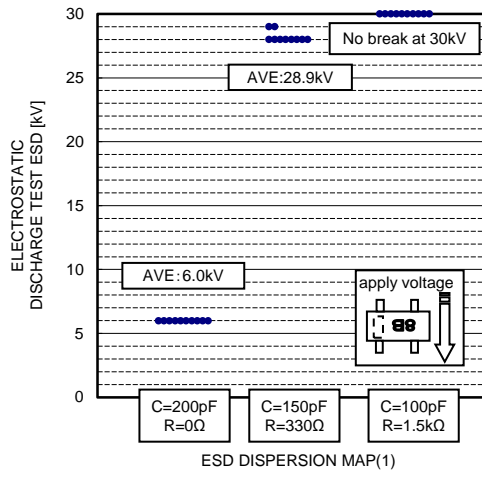 30
25
20
15
10
5
0
ELECTROSTATIC
DISCHARGE TEST ESD [kV]
No break at 30kV
AVE:28.9kV
AVE:6.0kV
apply voltage
8B
C=200pF
R=0Ω
C=150pF
R=330Ω
C=100pF
R=1.5kΩ
ESD DISPERSION MAP(1)